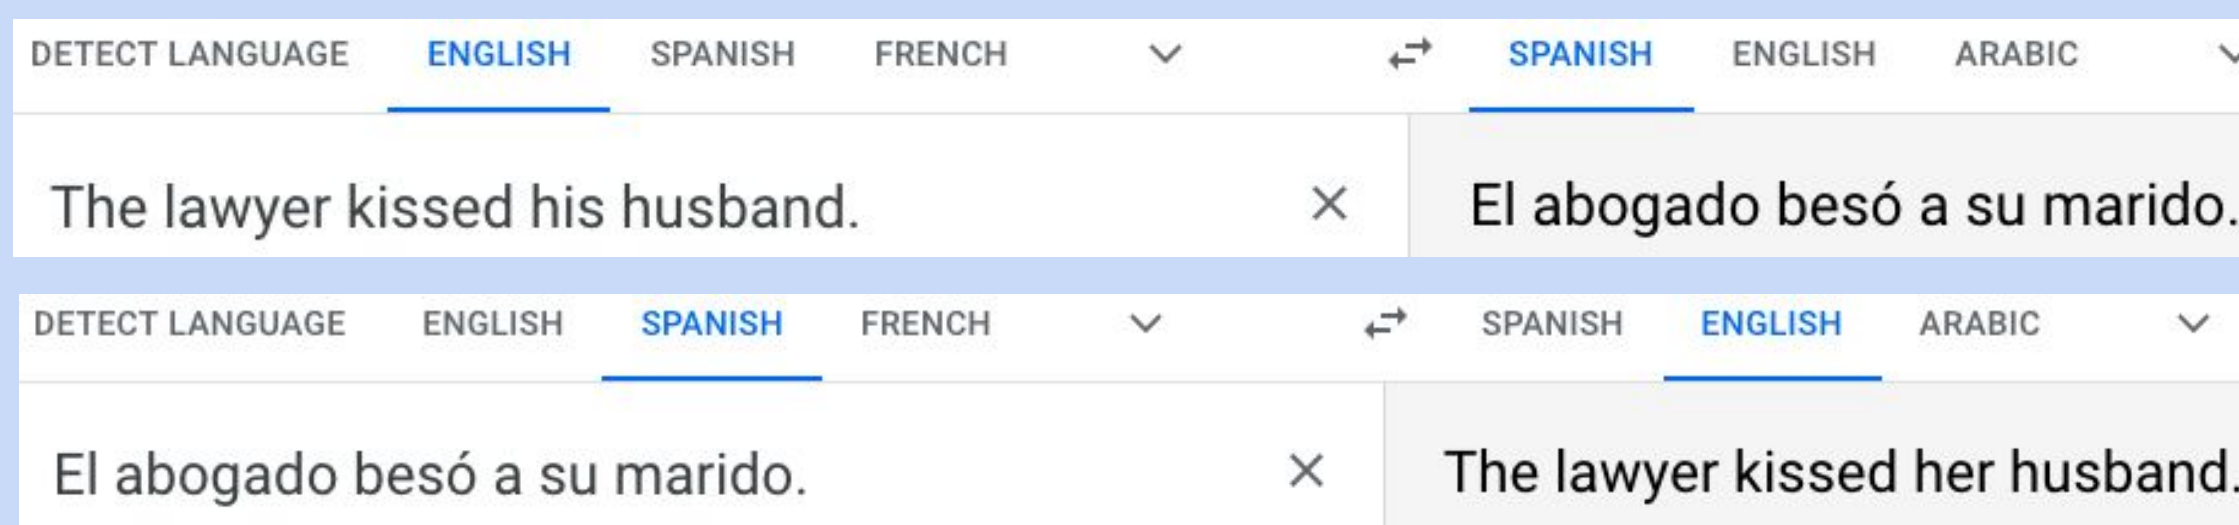 DETECT LANGUAGE ENGLISH SPANISH FRENCH SPANISH ENGLISH ARABIC
The lawyer kissed his husband. El abogado besó a su marido.
DETECT LANGUAGE ENGLISH SPANISH FRENCH SPANISH ENGLISH ARABIC
El abogado besó a su marido. The lawyer kissed her husband.